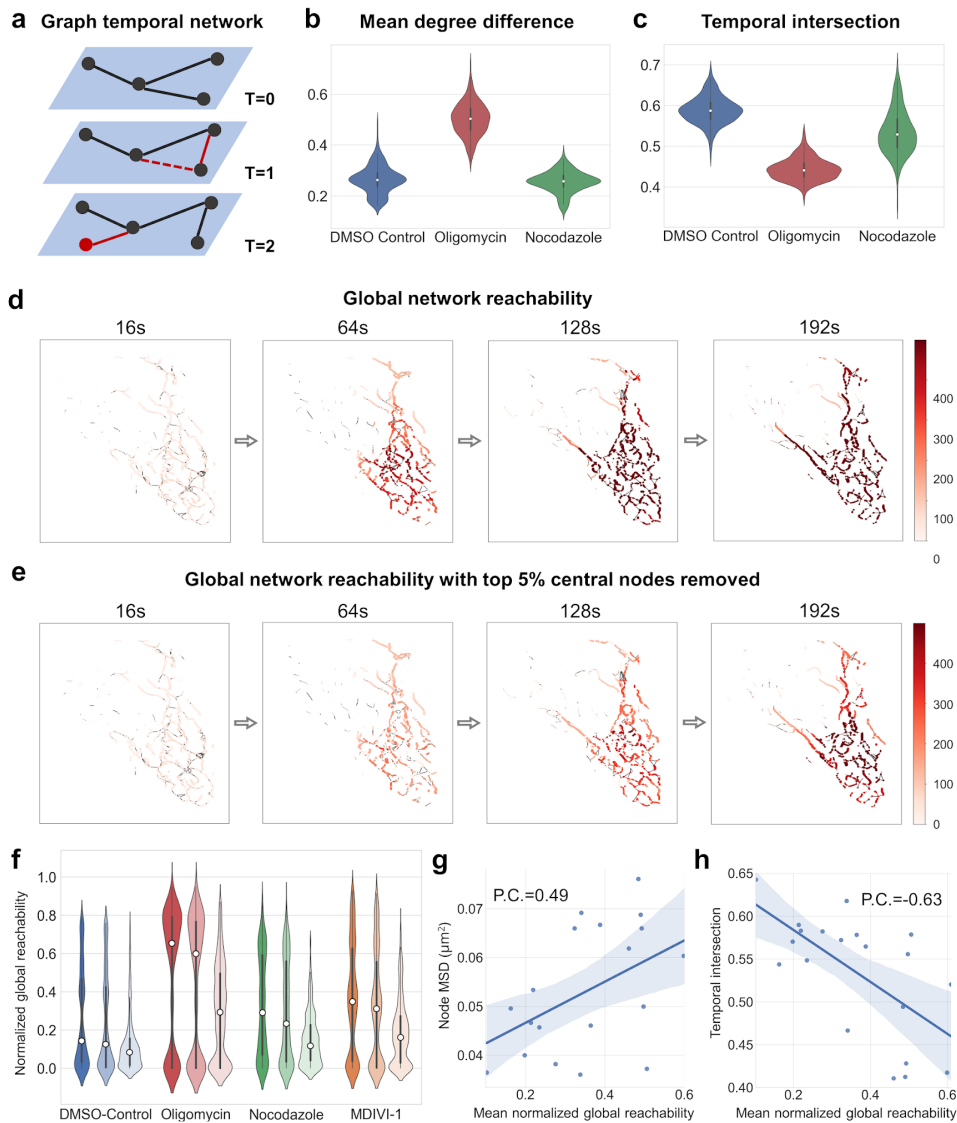 a Graph temporal network
T=0
T=1
T=2
b Mean degree difference
0.6
0.4
0.2
DMSO Control Oligomycin Nocodazole
c Temporal intersection
0.7
0.6
0.5
0.4
DMSO Control Oligomycin Nocodazole
d Global network reachability
16s 64s 128s 192s
400
300
200
100
0
e Global network reachability with top 5% central nodes removed
16s 64s 128s 192s
400
300
200
100
0
f
Normalized global reachability
1.0
0.8
0.6
0.4
0.2
0.0
DMSO-Control Oligomycin Nocodazole MDIVI-1
g
P.C.=0.49
Node MSD (μm²)
0.07
0.06
0.05
0.04
0.2 0.4 0.6
Mean normalized global reachability
h
P.C.=-0.63
Temporal intersection
0.65
0.60
0.55
0.50
0.45
0.40
0.2 0.4 0.6
Mean normalized global reachability